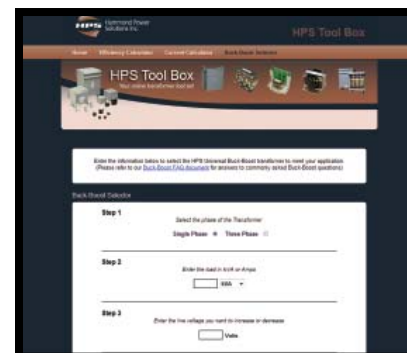 HPS Hammond Power
Solutions Inc.
HPS Tool Box
Home Efficiency Calculator Current Calculator Buck-Boost Selector
HPS Tool Box
Your online transformer tool set!
Enter the information below to select the HPS Universal Buck-Boost transformer to meet your application
(Please refer to our Buck-Boost FAQ document for answers to commonly asked Buck-Boost questions)
Buck-Boost Selector
Step 1
Select the phase of the Transformer
Single Phase Three Phase
Step 2
Enter the load in kVA or Amps
kVA
Step 3
Enter the line voltage you want to increase or decrease
Volts